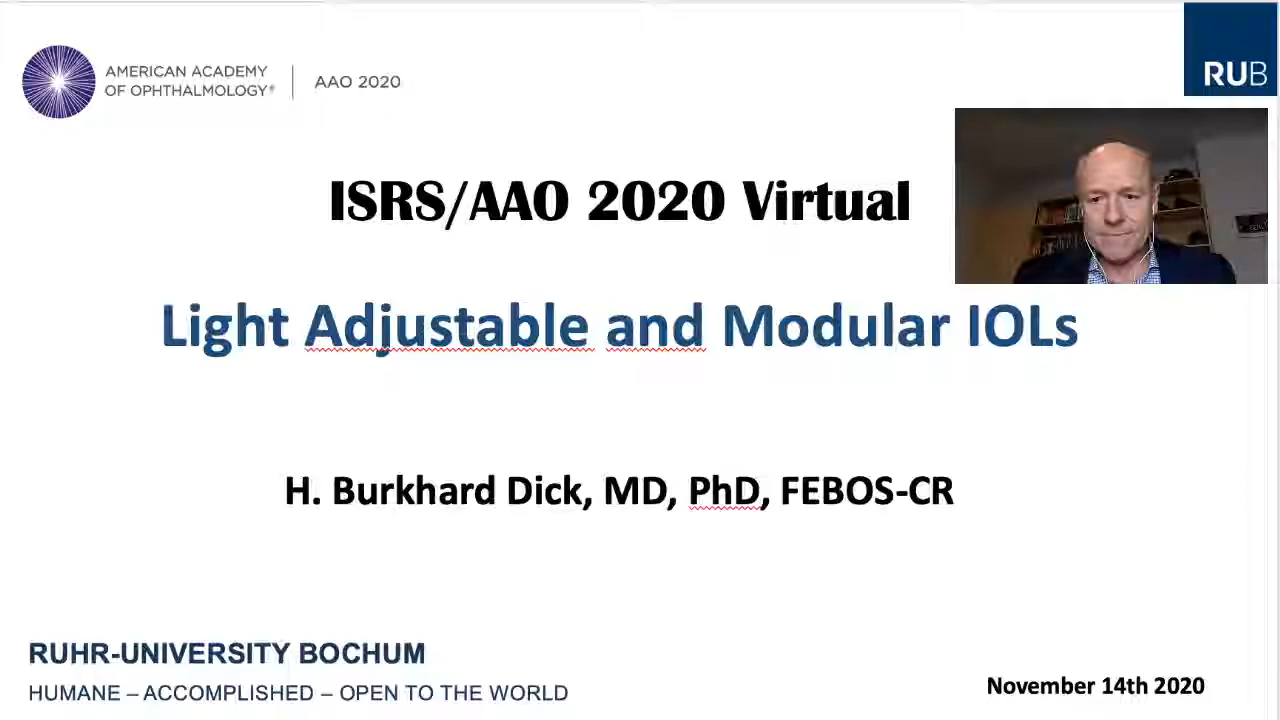 AMERICAN ACADEMY
OF OPHTHALMOLOGY®
AAO 2020
RUB
ISRS/AAO 2020 Virtual
Light Adjustable and Modular IOLs
H. Burkhard Dick, MD, PhD, FEBOS-CR
RUHR-UNIVERSITY BOCHUM
HUMANE – ACCOMPLISHED – OPEN TO THE WORLD
November 14th 2020